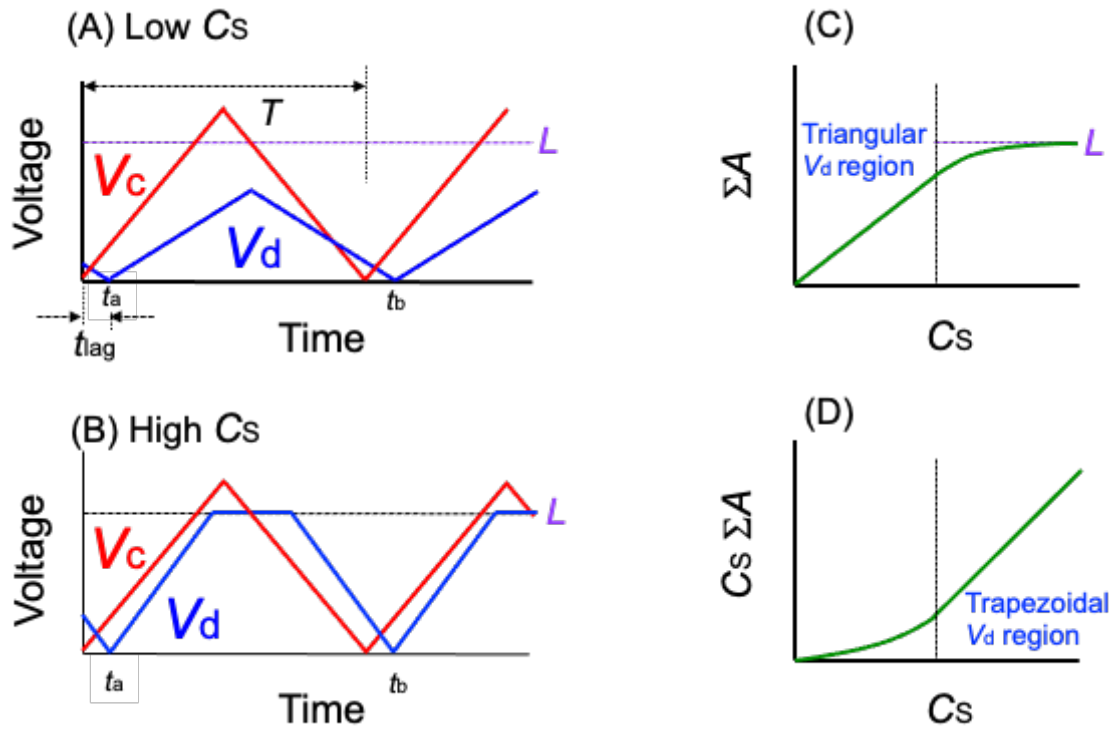 (A) Low Cs
T
L
Vc
Vd
Voltage
ta
tb
tlag
Time
(B) High Cs
L
Vc
Vd
Voltage
ta
tb
Time
(C)
Triangular
Vd region
L
ΣA
Cs
(D)
Cs ΣA
Trapezoidal
Vd region
Cs